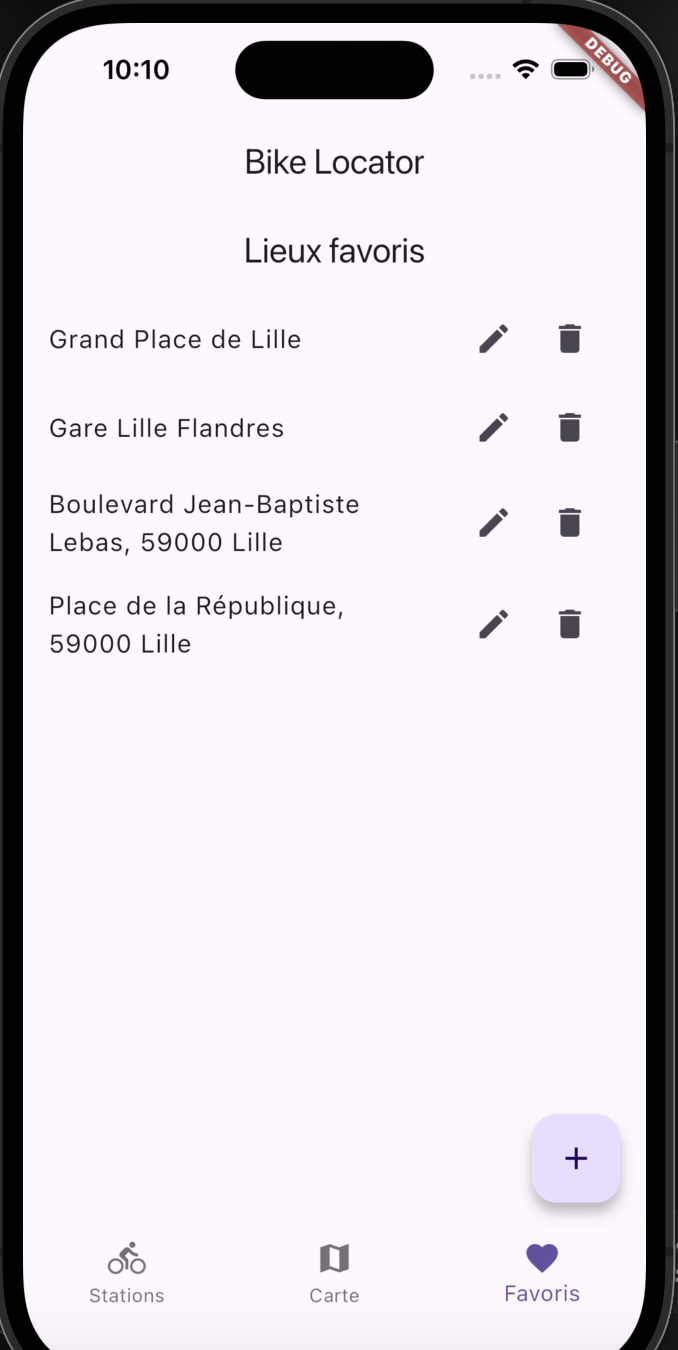 10:10
DEBUG
Bike Locator
Lieux favoris
Grand Place de Lille
Gare Lille Flandres
Boulevard Jean-Baptiste
Lebas, 59000 Lille
Place de la République,
59000 Lille
+
Stations
Carte
Favoris